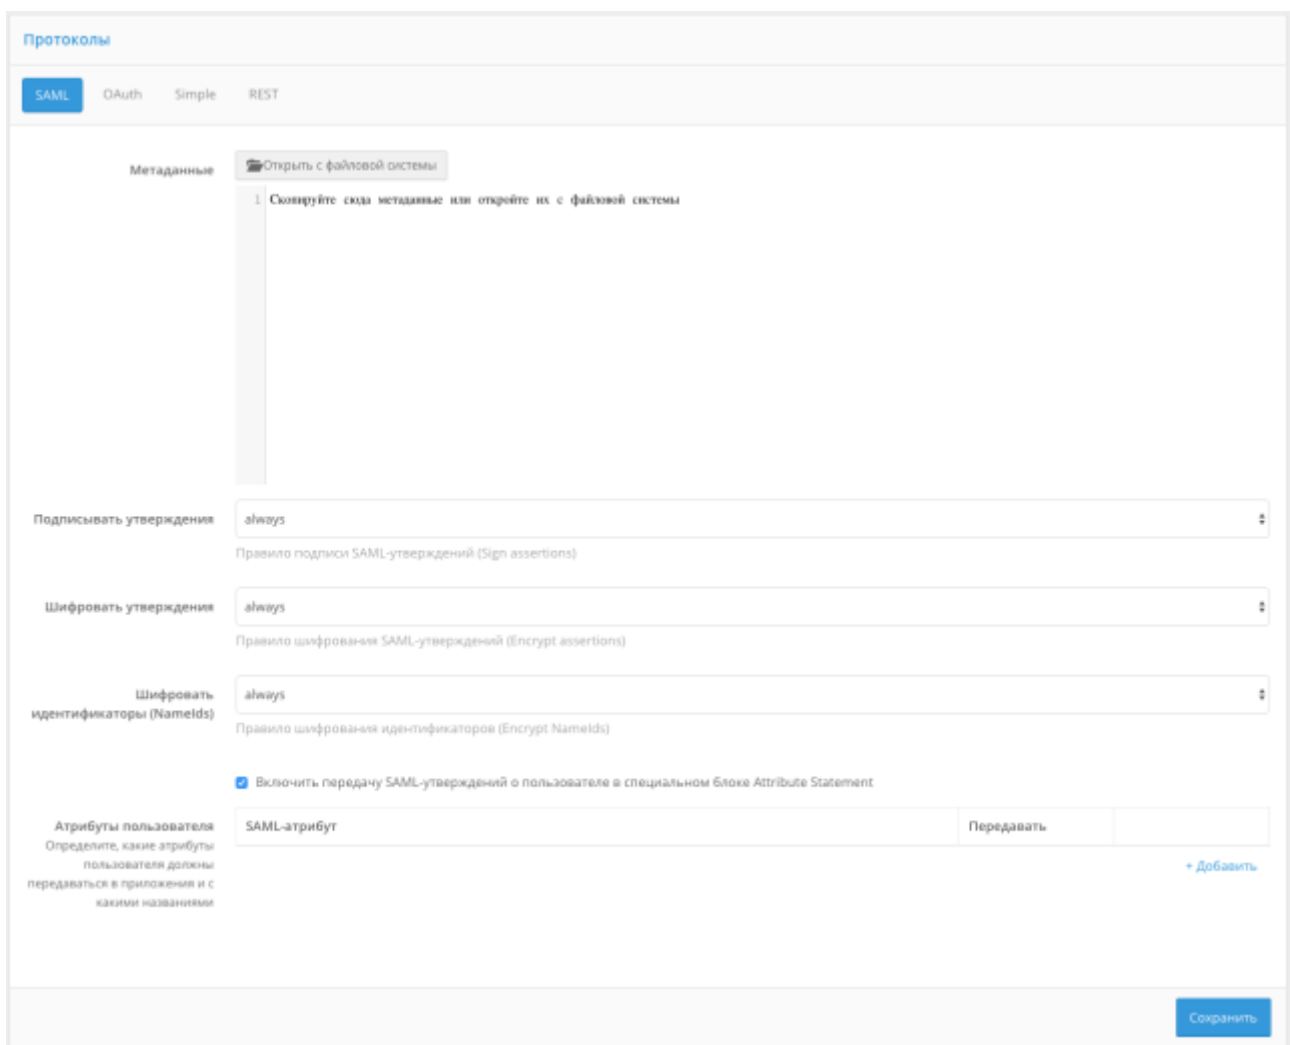 Протоколы
SAML OAuth Simple REST
Метаданные Открыть с файловой системы
1 Скопируйте сюда метаданные или откройте их с файловой системы
Подписывать утверждения always
Правило подписи SAML-утверждений (Sign assertions)
Шифровать утверждения always
Правило шифрования SAML-утверждений (Encrypt assertions)
Шифровать
идентификаторы (NameIds) always
Правило шифрования идентификаторов (Encrypt NameIds)
Включить передачу SAML-утверждений о пользователе в специальном блоке Attribute Statement
Атрибуты пользователя SAML-атрибут Передавать
Определите, какие атрибуты
пользователя должны
передаваться в приложения и с
какими названиями
+ Добавить
Сохранить